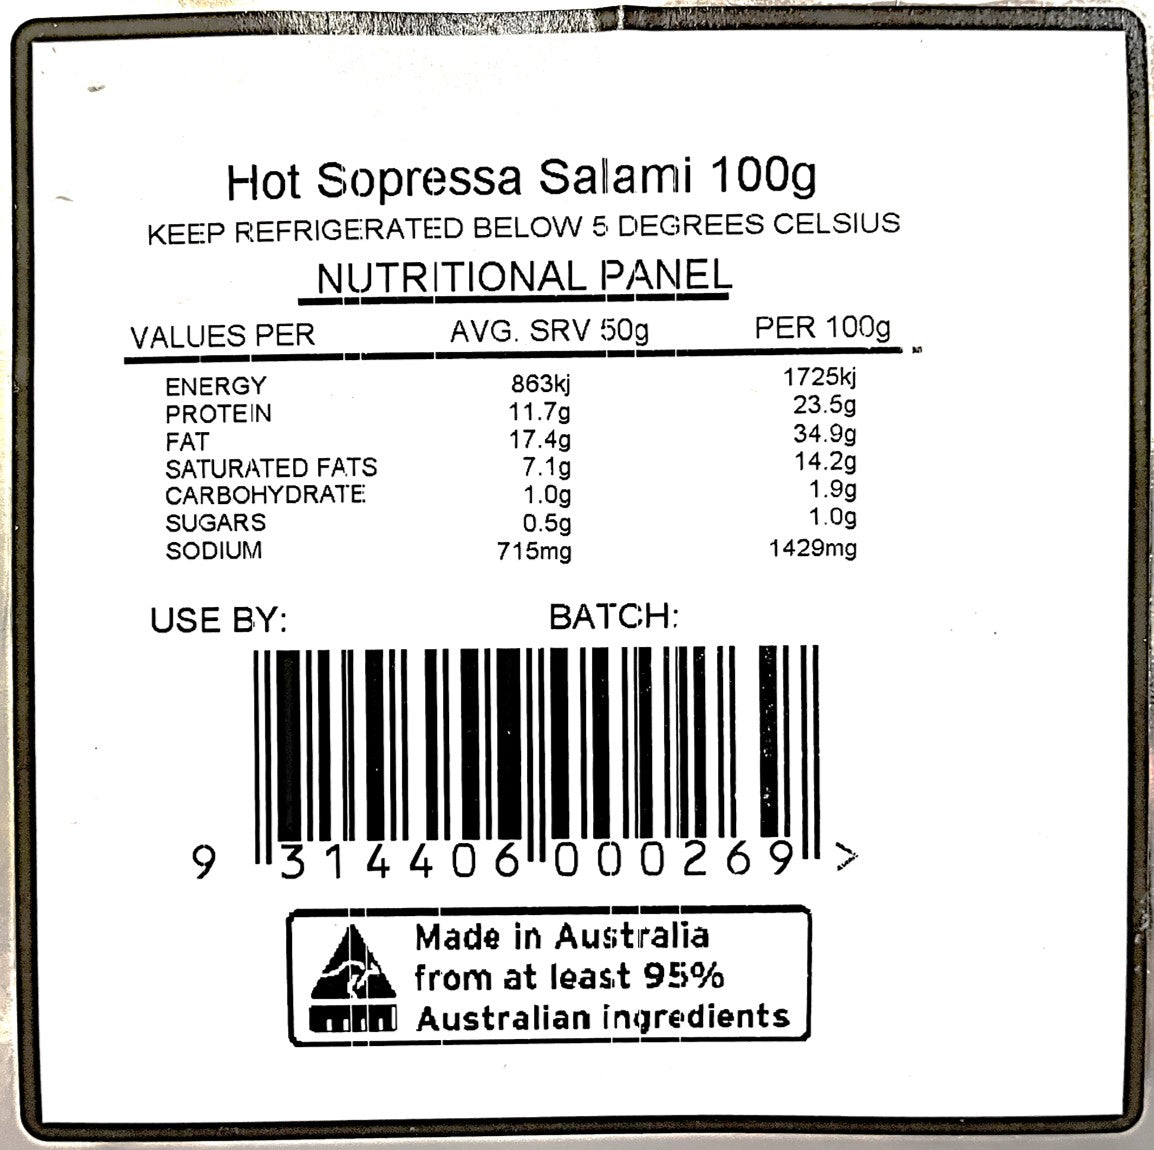 Hot Sopressa Salami 100g
KEEP REFRIGERATED BELOW 5 DEGREES CELSIUS
NUTRITIONAL PANEL
VALUES PER AVG. SRV 50g PER 100g
ENERGY 863kj 1725kj
PROTEIN 11.7g 23.5g
FAT 17.4g 34.9g
SATURATED FATS 7.1g 14.2g
CARBOHYDRATE 1.0g 1.9g
SUGARS 0.5g 1.0g
SODIUM 715mg 1429mg
USE BY: BATCH:
9 314406 000269 >
Made in Australia
from at least 95%
Australian ingredients